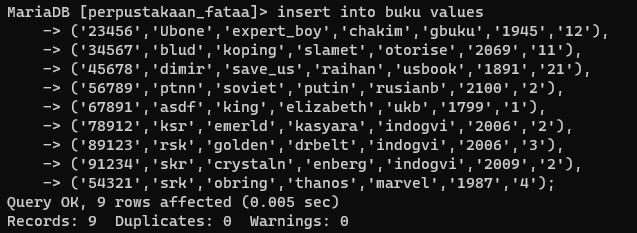 MariaDB [perpustakaan_fataa]> insert into buku values
    -> ('23456','Ubone','expert_boy','chakim','gbuku','1945','12'),
    -> ('34567','blud','koping','slamet','otorise','2069','11'),
    -> ('45678','dimir','save_us','raihan','usbook','1891','21'),
    -> ('56789','ptnn','soviet','putin','rusianb','2100','2'),
    -> ('67891','asdf','king','elizabeth','ukb','1799','1'),
    -> ('78912','ksr','emerld','kasyara','indogvi','2006','2'),
    -> ('89123','rsk','golden','drbelt','indogvi','2006','3'),
    -> ('91234','skr','crystaln','enberg','indogvi','2009','2'),
    -> ('54321','srk','obring','thanos','marvel','1987','4');
Query OK, 9 rows affected (0.005 sec)
Records: 9  Duplicates: 0  Warnings: 0